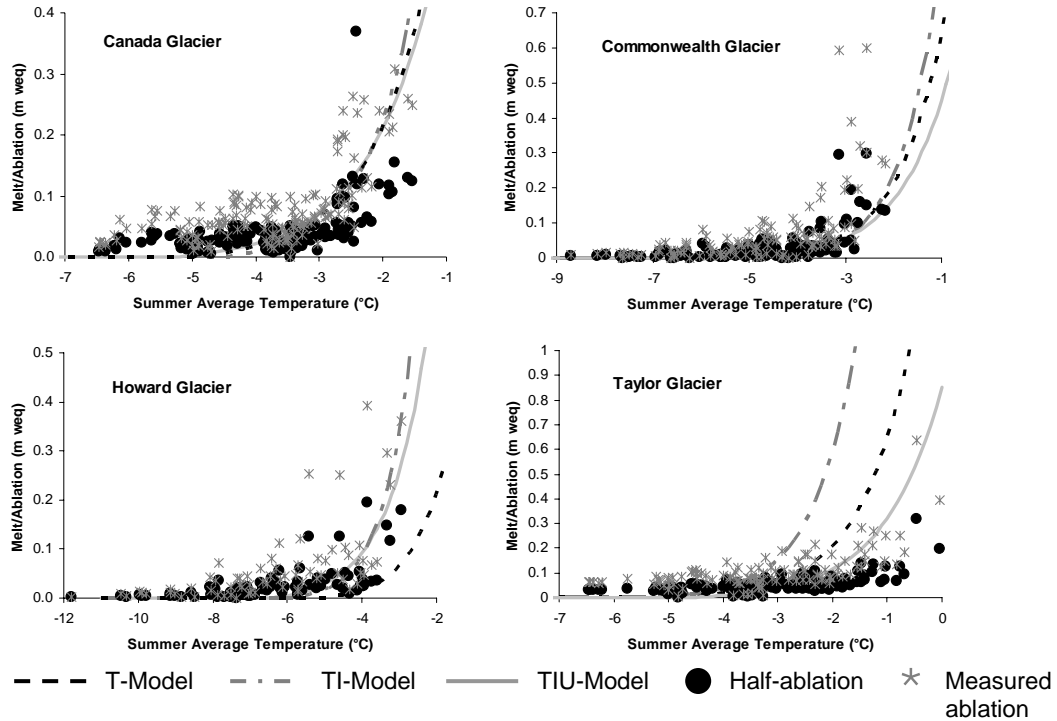 Canada Glacier
Melt/Ablation (m weq)
0.4
0.3
0.2
0.1
0.0
-7 -5 -4 -3 -2 -1
Summer Average Temperature (°C)
Commonwealth Glacier
Melt/Ablation (m weq)
0.7
0.6
0.5
0.4
0.3
0.2
0.1
0
-9 -7 -5 -3 -1
Summer Average Temperature (°C)
Howard Glacier
Melt/Ablation (m weq)
0.5
0.4
0.3
0.2
0.1
0.0
-12 -10 -8 -6 -4 -2
Summer Average Temperature (°C)
Taylor Glacier
Melt/Ablation (m weq)
1
0.9
0.8
0.7
0.6
0.5
0.4
0.3
0.2
0.1
0
-7 -6 -5 -4 -3 -2 -1 0
Summer Average Temperature (°C)
T-Model TI-Model TIU-Model Half-ablation Measured
ablation